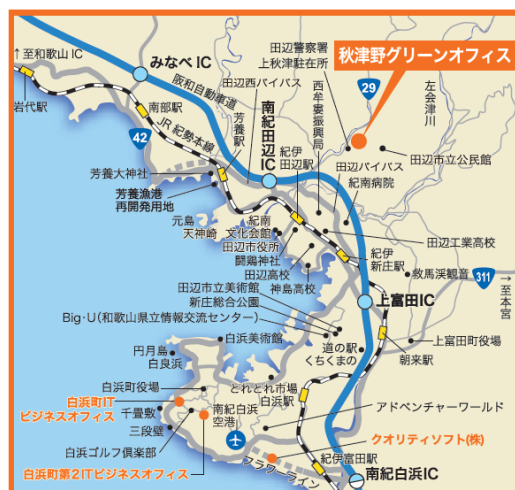 ↑至和歌山IC
みなべIC
田辺警察署
上秋津駐在所
秋津野グリーンオフィス
29
左会津川
阪和自動車道
田辺西バイパス
西牟婁振興局
岩代駅
南部駅
JR紀勢本線
芳養駅
南紀田辺IC
紀伊田辺駅
田辺市立公民館
42
田辺バイパス
紀南病院
芳養大神社
芳養漁港
再開発用地
元島
天神崎
紀南
文化会館
田辺市役所
闘鶏神社
田辺高校
神島高校
田辺工業高校
紀伊
新庄駅
救馬渓観音
311
→至本宮
田辺市立美術館
新庄総合公園
Big・U(和歌山県立情報交流センター)
上富田IC
白浜美術館
円月島
白良浜
道の駅
くちくまの
上富田町役場
朝来駅
白浜町役場
とれとれ市場
白浜駅
白浜町IT
ビジネスオフィス
千畳敷
南紀白浜
空港
アドベンチャーワールド
三段壁
白浜ゴルフ倶楽部
クオリティソフト(株)
白浜町第2ITビジネスオフィス
フラワーライン
紀伊富田駅
南紀白浜IC